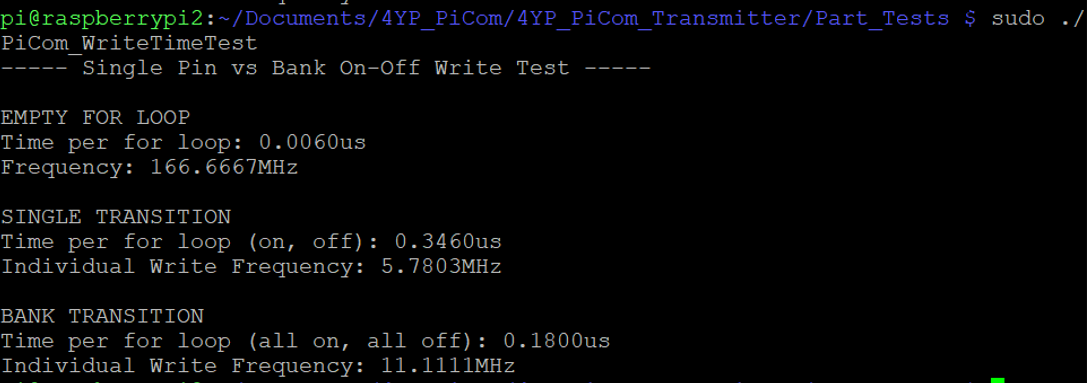 pi@raspberrypi2:~/Documents/4YP_PiCom/4YP_PiCom_Transmitter/Part_Tests $ sudo ./
PiCom_WriteTimeTest
----- Single Pin vs Bank On-Off Write Test -----
EMPTY FOR LOOP
Time per for loop: 0.0060us
Frequency: 166.6667MHz
SINGLE TRANSITION
Time per for loop (on, off): 0.3460us
Individual Write Frequency: 5.7803MHz
BANK TRANSITION
Time per for loop (all on, all off): 0.1800us
Individual Write Frequency: 11.1111MHz